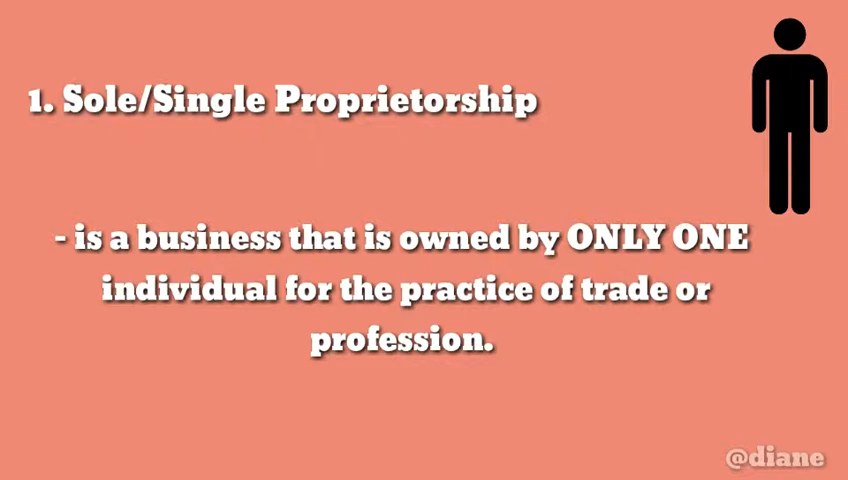 1. Sole/Single Proprietorship
- is a business that is owned by ONLY ONE
individual for the practice of trade or
profession.
@diane